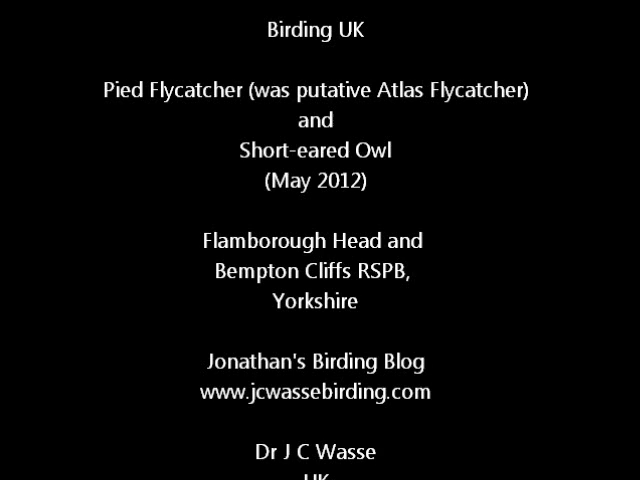 Birding UK
Pied Flycatcher (was putative Atlas Flycatcher)
and
Short-eared Owl
(May 2012)
Flamborough Head and
Bempton Cliffs RSPB,
Yorkshire
Jonathan's Birding Blog
www.jcwassebirding.com
Dr J C Wasse
UK